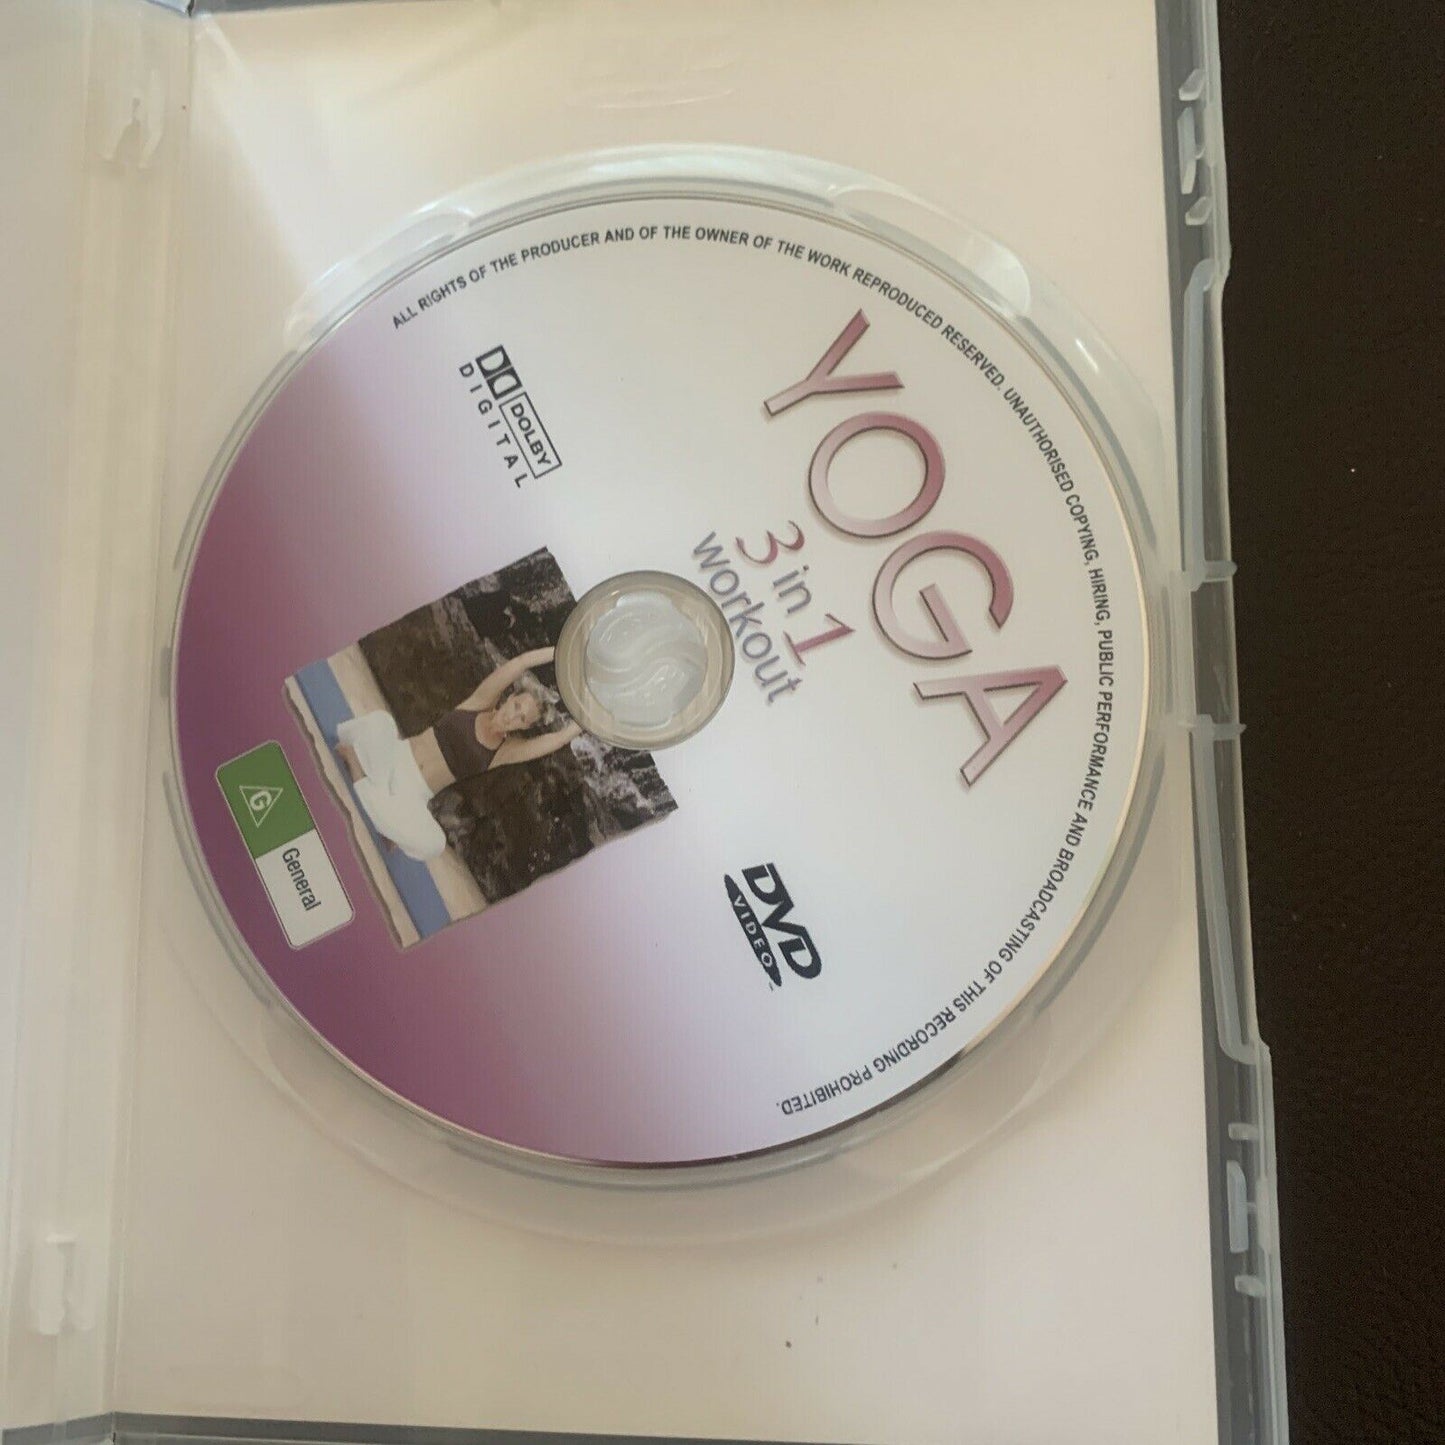 ALL RIGHTS OF THE PRODUCER AND OF THE OWNER OF THE WORK REPRODUCED RESERVED. UNAUTHORISED COPYING, HIRING, PUBLIC PERFORMANCE AND BROADCASTING OF THIS RECORDING PROHIBITED.
YOGA
3 in 1
workout
DOLBY
DIGITAL
DVD
VIDEO
G
General